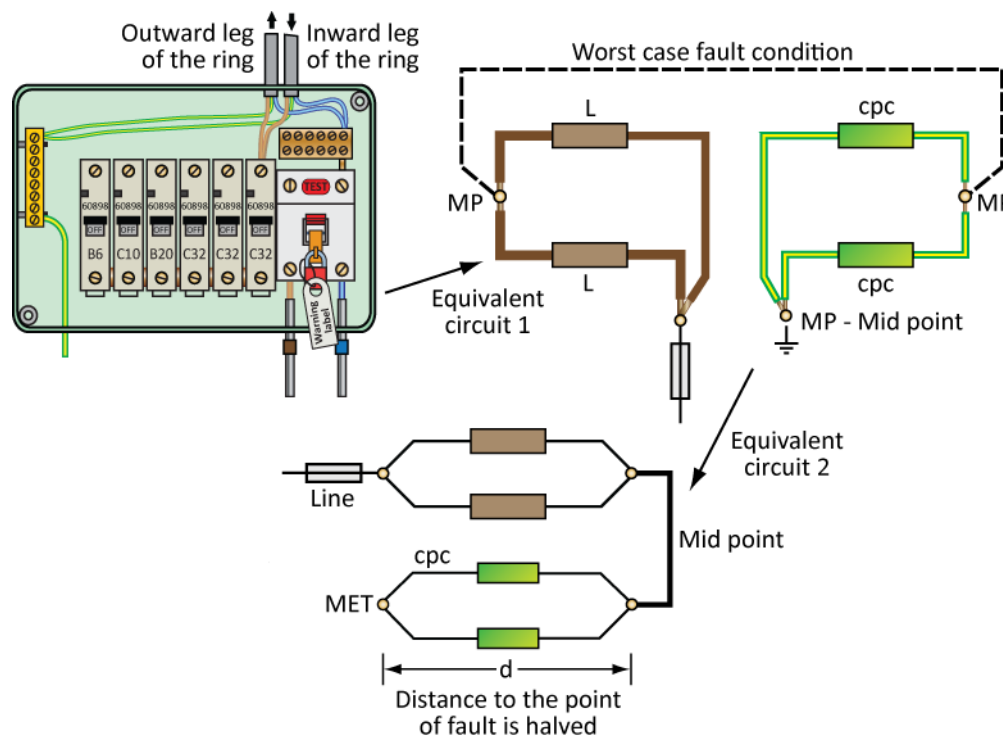 Outward leg
of the ring
Inward leg
of the ring
Worst case fault condition
L
cpc
MP
MP
L
cpc
MP - Mid point
TEST
60898
60898
60898
60898
60898
60898
OFF
OFF
OFF
OFF
OFF
OFF
B6
C10
B20
C32
C32
C32
Warning
label
Equivalent
circuit 1
Equivalent
circuit 2
Line
Mid point
cpc
MET
d
Distance to the point
of fault is halved